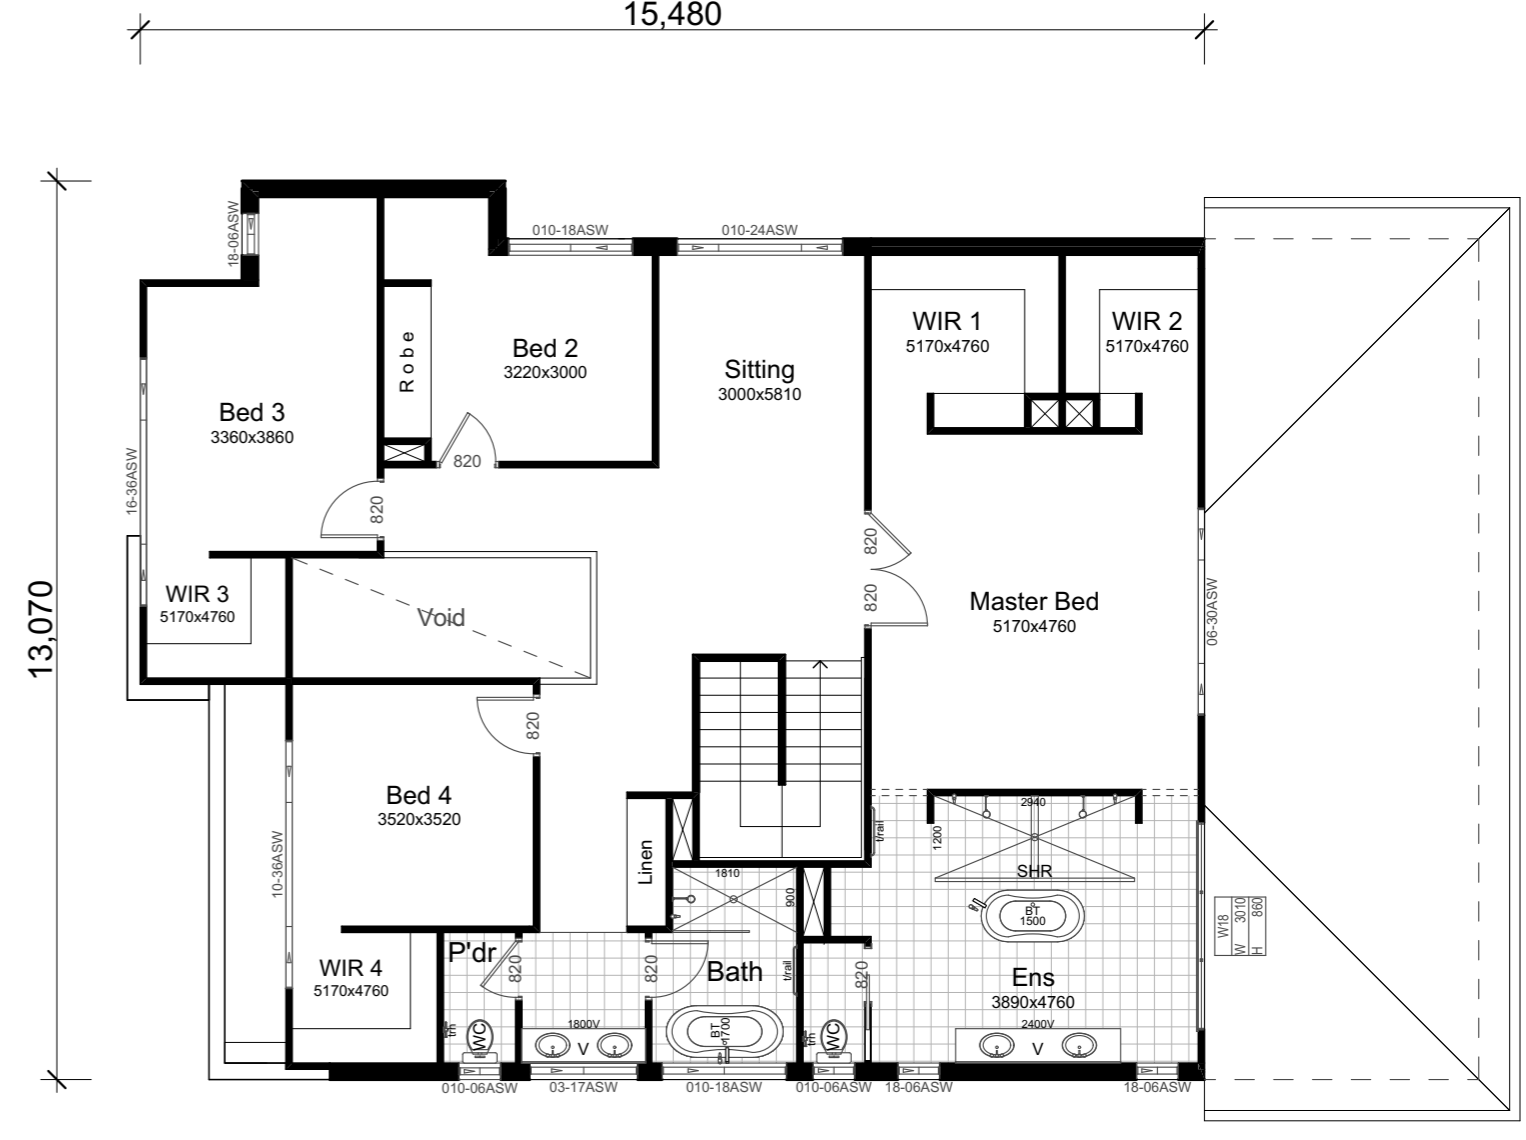 15,480
13,070
18-06ASW
010-18ASW
010-24ASW
WIR 1
5170x4760
WIR 2
5170x4760
Robe
Bed 2
3220x3000
Sitting
3000x5810
Bed 3
3360x3860
820
16-36ASW
820
820
820
WIR 3
5170x4760
Void
Master Bed
5170x4760
06-30ASW
820
Bed 4
3520x3520
10-36ASW
Linen
1810
900
t/rail
2940
1200
SHR
BT
1500
W18
W 3010
H 860
P'dr
820
820
Bath
t/rail
820
WIR 4
5170x4760
Ens
3890x4760
trh
WC
1800V
V
BT
1700
trh
WC
2400V
V
010-06ASW
03-17ASW
010-18ASW
010-06ASW
18-06ASW
18-06ASW